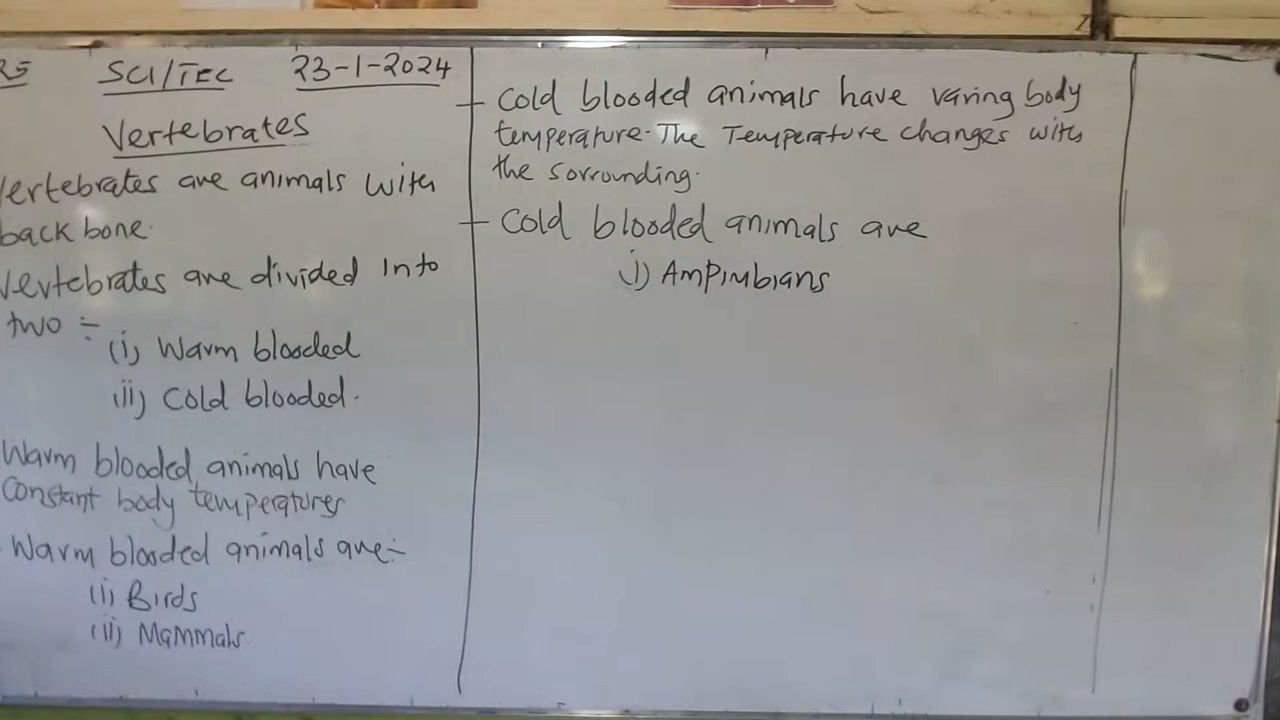 SCI/TEC 23-1-2024
Vertebrates
Vertebrates are animals with
back bone.
Vertebrates are divided into
two :-
(i) Warm blooded
ii) Cold blooded.
Warm blooded animals have
Constant body temperatures
Warm blooded animals are:-
(i) Birds
(ii) Mammals.
- Cold blooded animals have varing body
temperature. The Temperature changes with
the sorrounding.
- Cold blooded animals are
i) Ampimbians